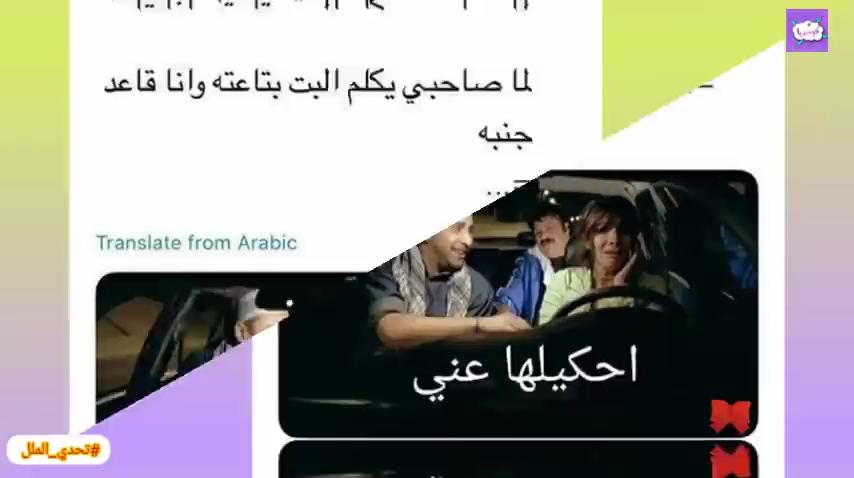 لما صاحبي يكلم البت بتاعته وانا قاعد
جنبه
...
Translate from Arabic
احكيلها عني
#تحدي_الملل